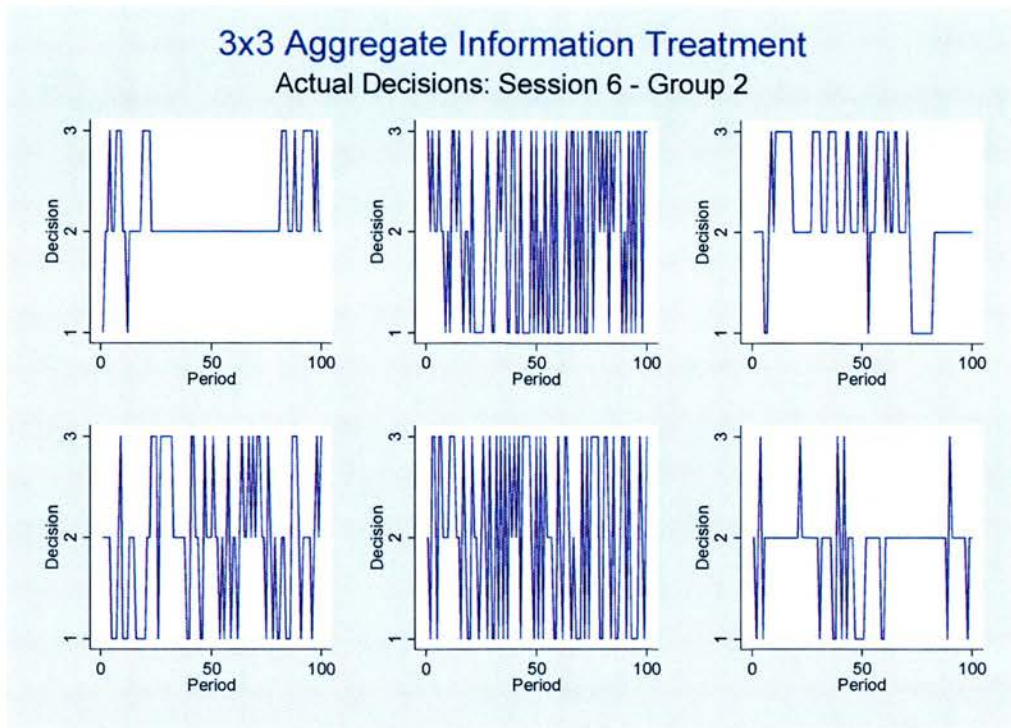 3x3 Aggregate Information Treatment
Actual Decisions: Session 6 - Group 2
3
2
1
Decision
0
50
100
Period
3
2
1
Decision
0
50
100
Period
3
2
1
Decision
0
50
100
Period
3
2
1
Decision
0
50
100
Period
3
2
1
Decision
0
50
100
Period
3
2
1
Decision
0
50
100
Period